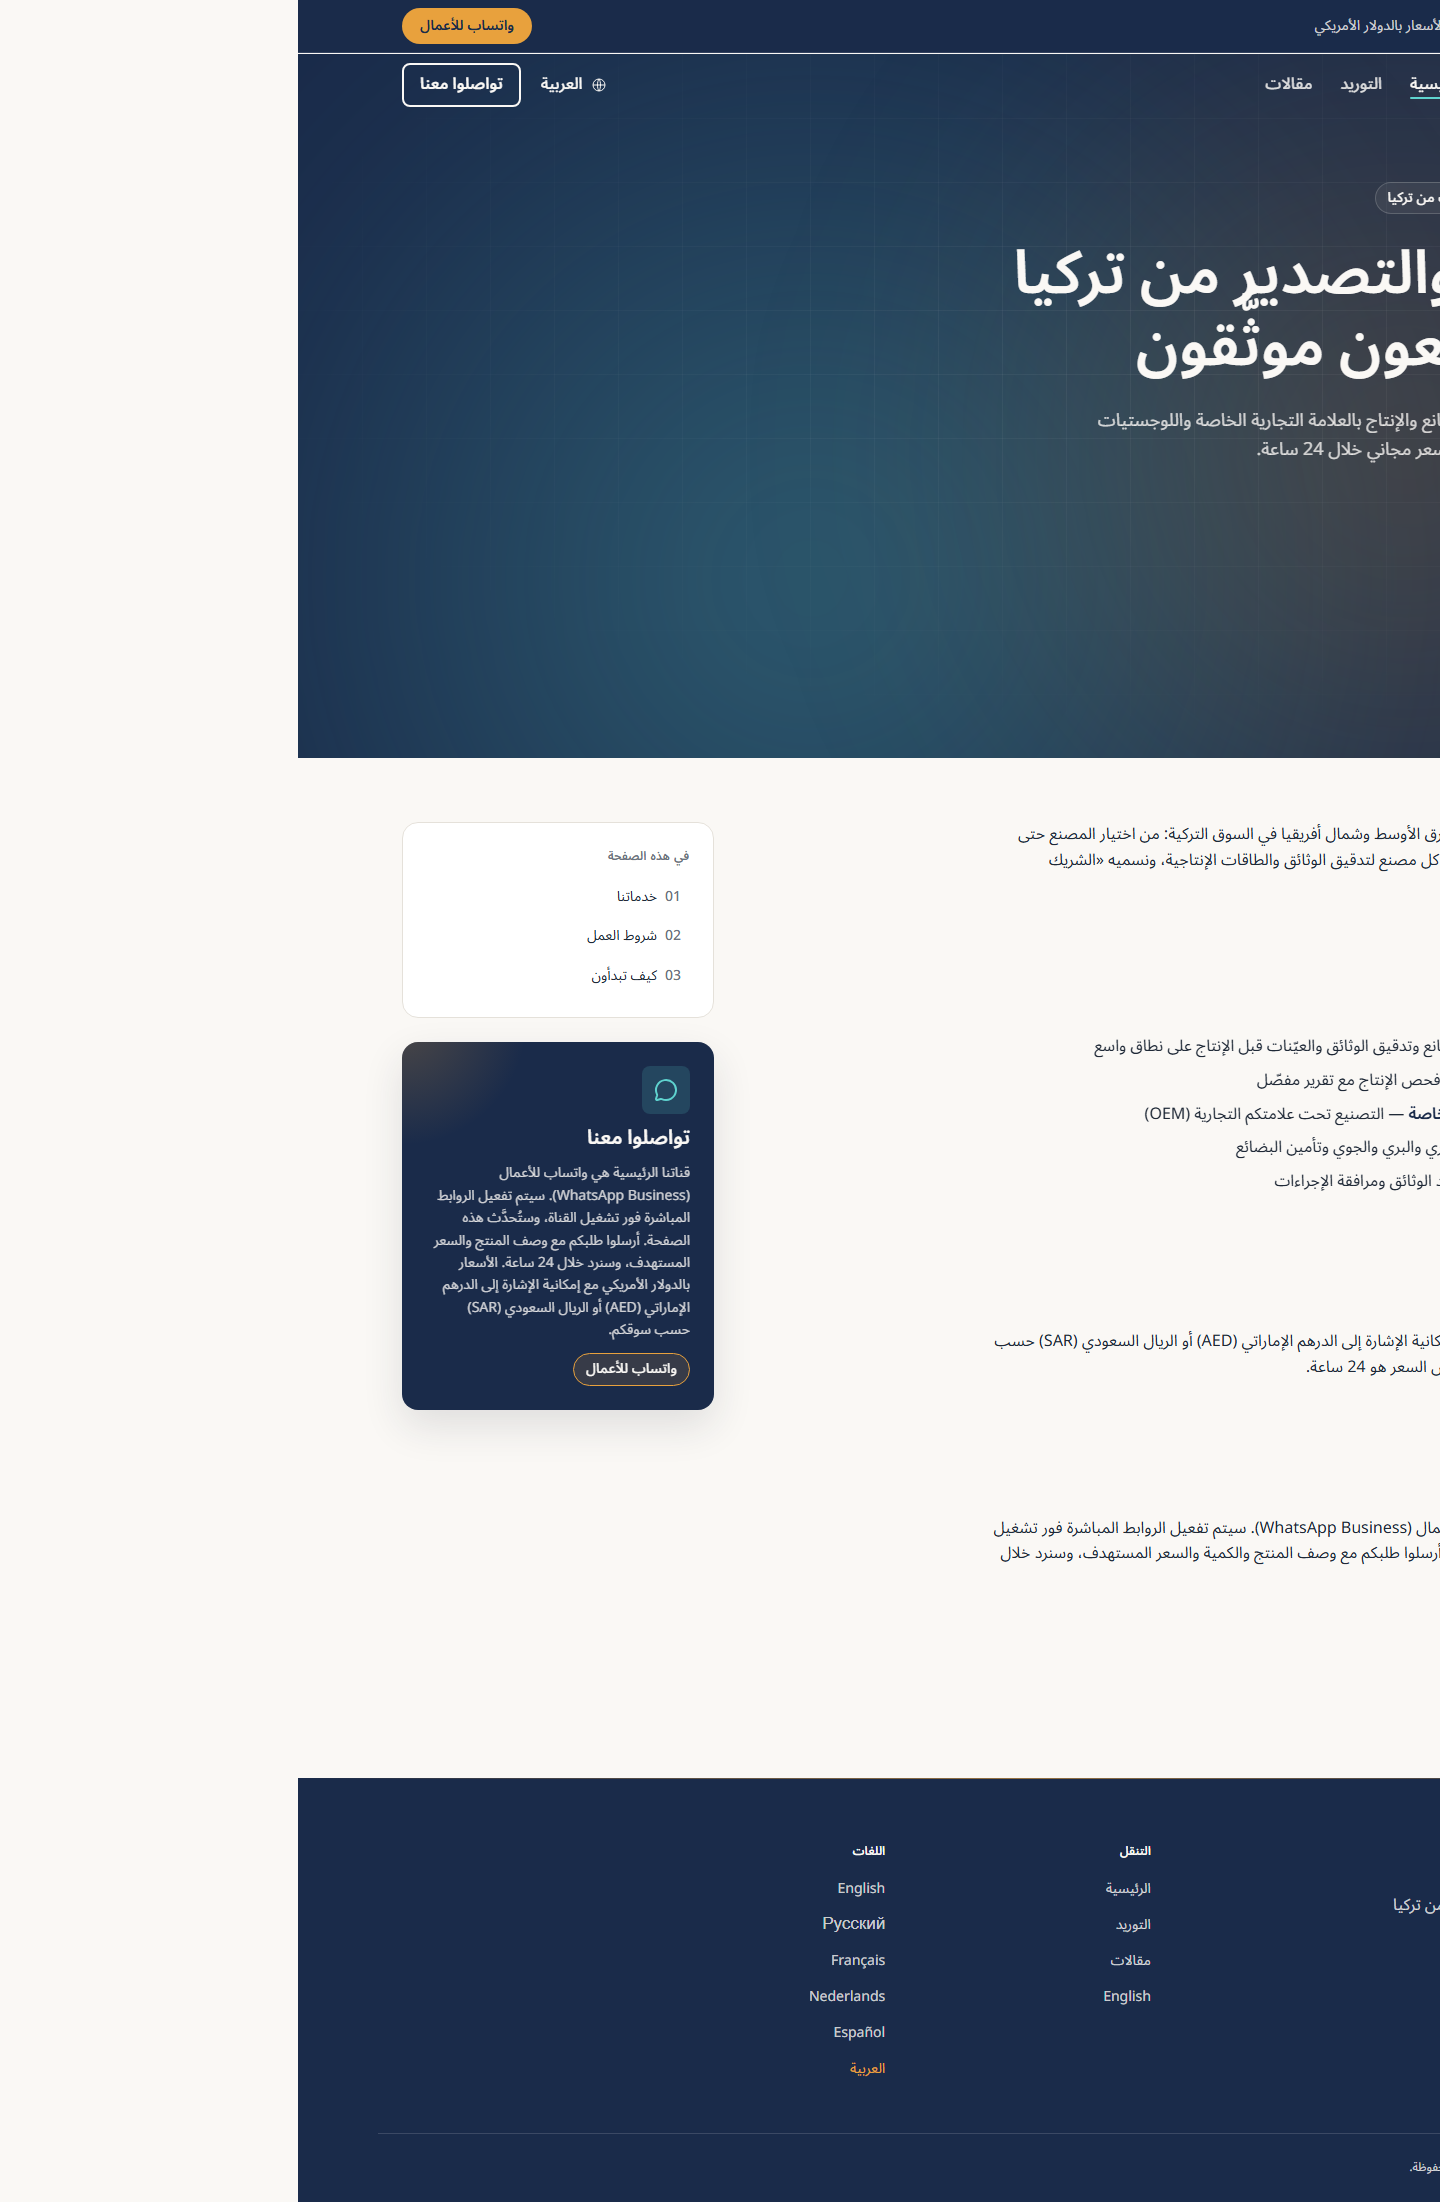 لأسعار بالدولار الأمريكي
واتساب للأعمال
التوريد
مقالات
العربية
تواصلوا معنا
من تركيا
والتصدير من تركيا
موثّقون
والإنتاج بالعلامة التجارية الخاصة واللوجستيات
مجاني خلال 24 ساعة.
الأوسط وشمال أفريقيا في السوق التركية: من اختيار المصنع حتى
كل مصنع لتدقيق الوثائق والطاقات الإنتاجية، ونسميه «الشريك
في هذه الصفحة
01 خدماتنا
02 شروط العمل
03 كيف تبدأون
وتدقيق الوثائق والعيّنات قبل الإنتاج على نطاق واسع
فحص الإنتاج مع تقرير مفصّل
— التصنيع تحت علامتكم التجارية (OEM)
والبري والجوي وتأمين البضائع
الوثائق ومرافقة الإجراءات
تواصلوا معنا
قناتنا الرئيسية هي واتساب للأعمال
(WhatsApp Business). سيتم تفعيل الروابط
المباشرة فور تشغيل القناة، وستُحدَّث هذه
الصفحة. أرسلوا طلبكم مع وصف المنتج والسعر
المستهدف، وسنرد خلال 24 ساعة. الأسعار
بالدولار الأمريكي مع إمكانية الإشارة إلى الدرهم
الإماراتي (AED) أو الريال السعودي (SAR)
حسب سوقكم.
واتساب للأعمال
الإشارة إلى الدرهم الإماراتي (AED) أو الريال السعودي (SAR) حسب
السعر هو 24 ساعة.
(WhatsApp Business). سيتم تفعيل الروابط المباشرة فور تشغيل
أرسلوا طلبكم مع وصف المنتج والكمية والسعر المستهدف، وسنرد خلال
من تركيا
التنقل
الرئيسية
التوريد
مقالات
English
اللغات
English
Русский
Français
Nederlands
Español
العربية